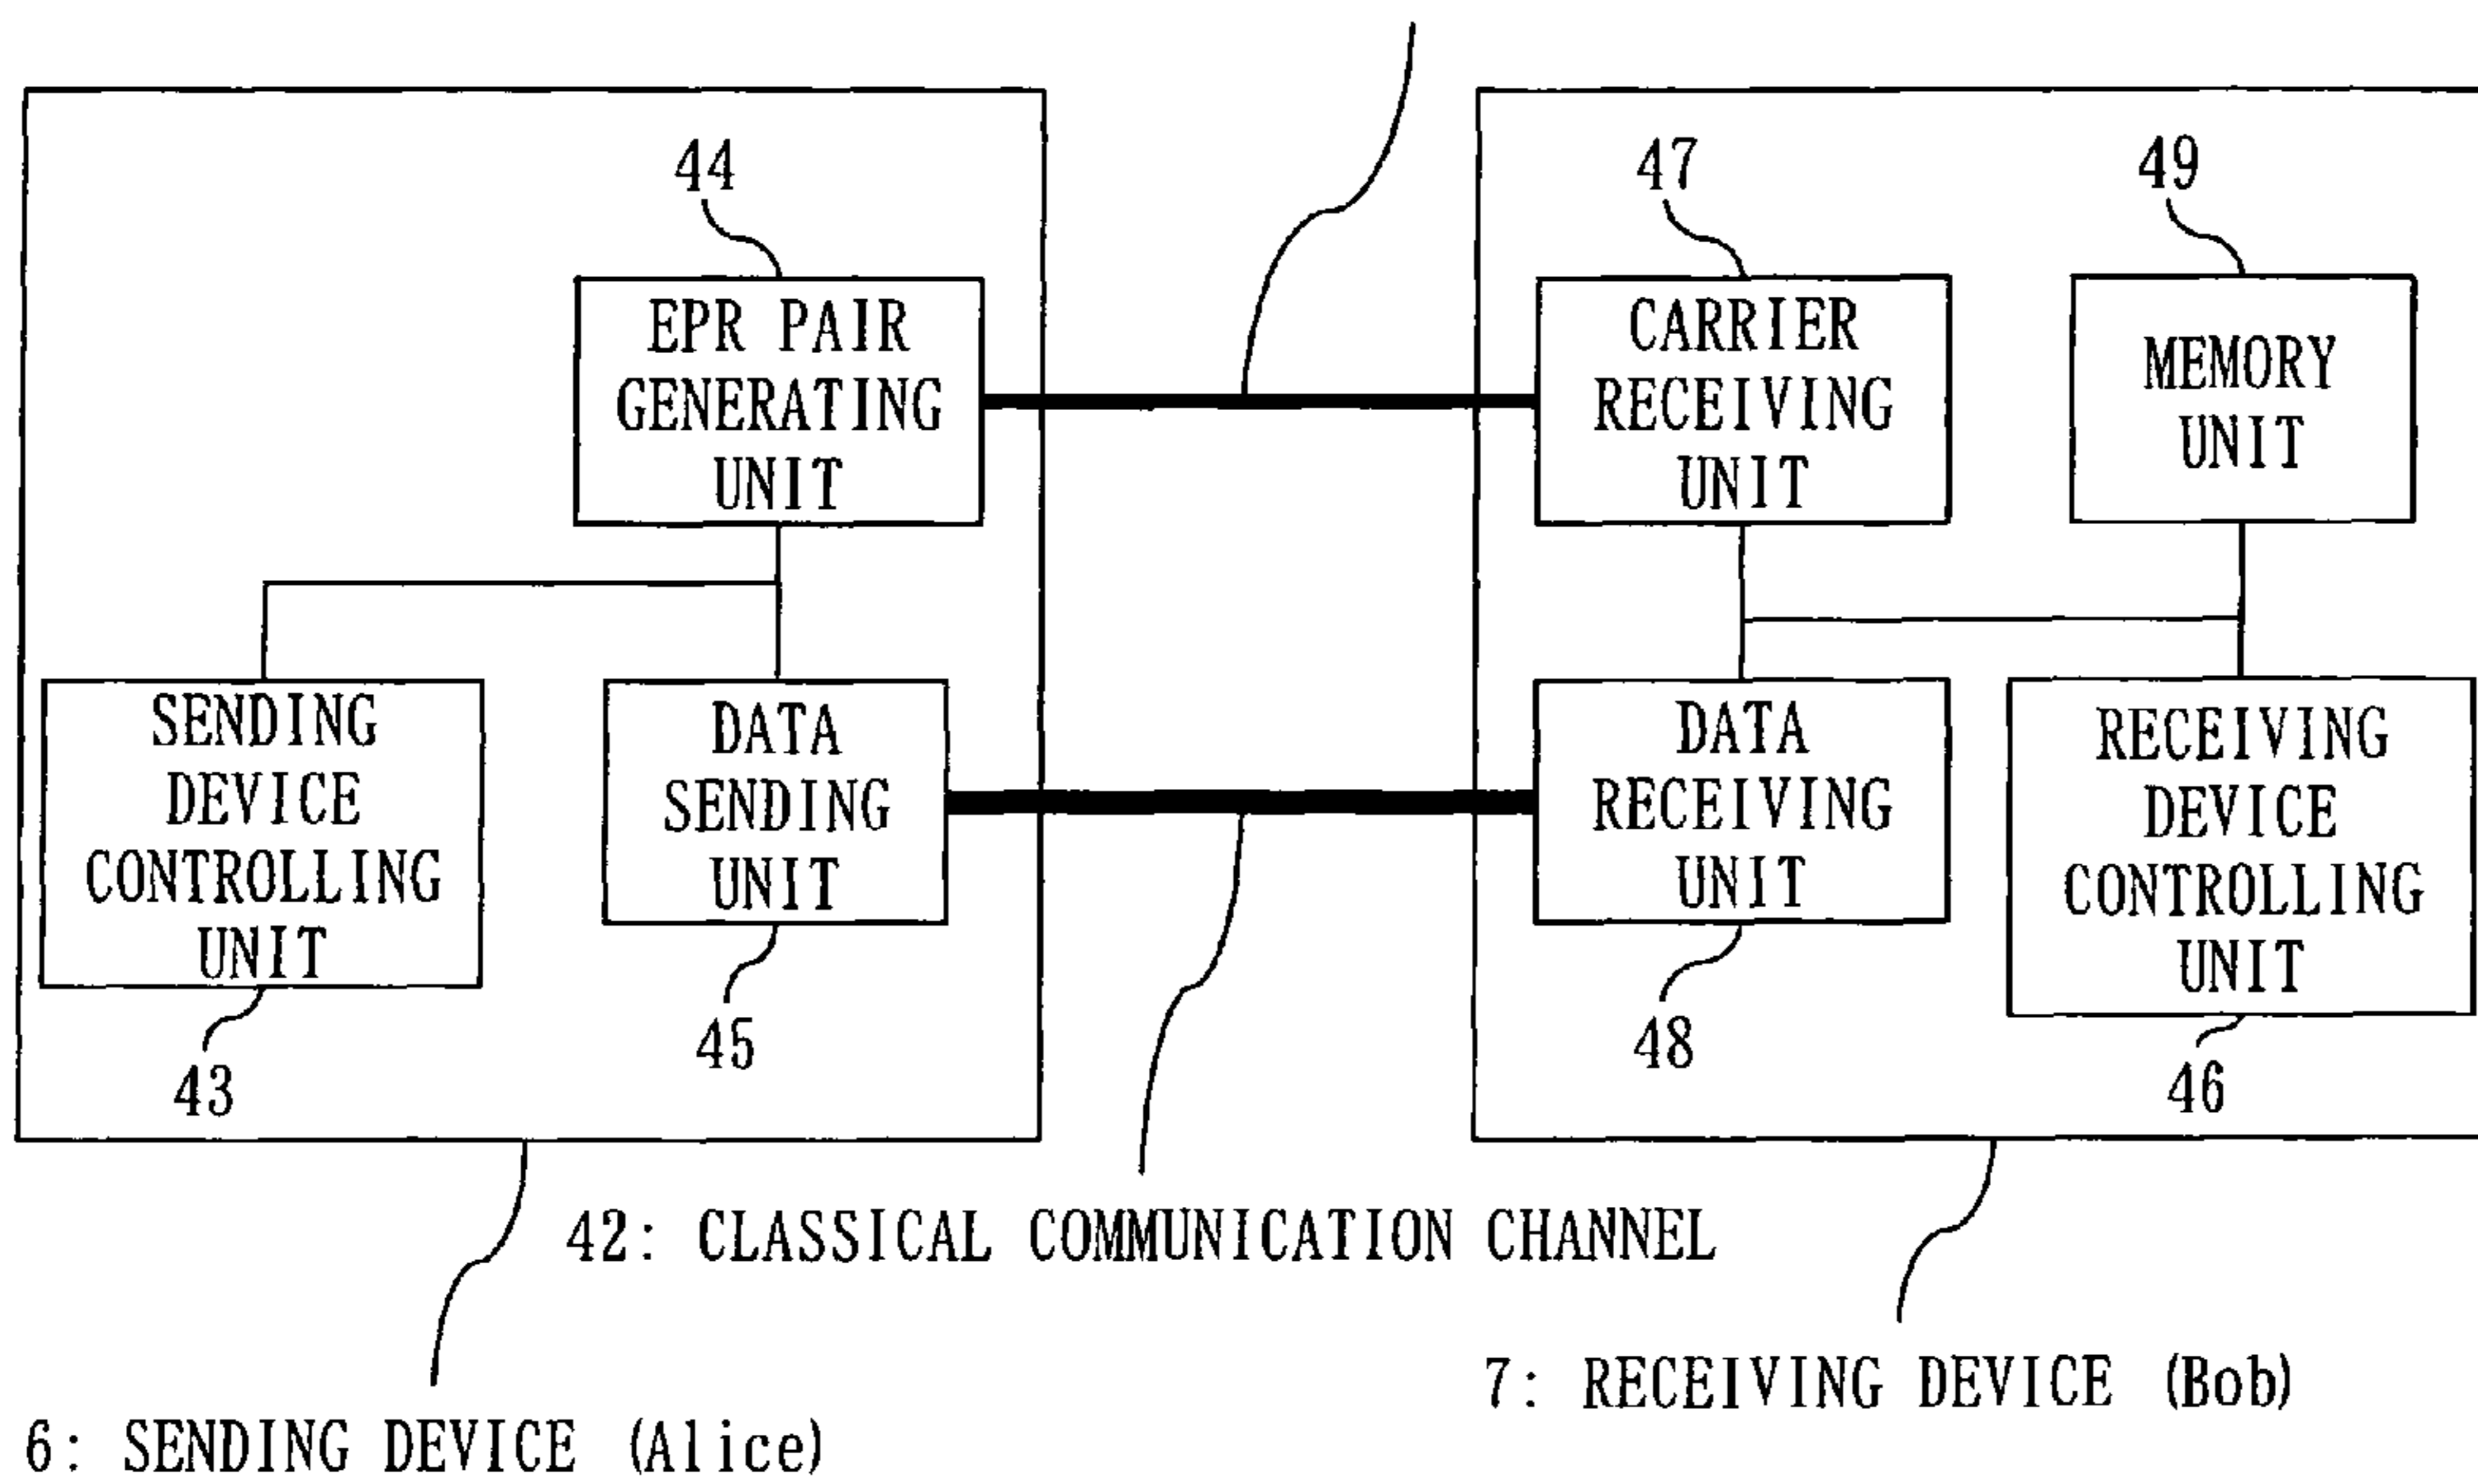 44
47
49
EPR PAIR
GENERATING
UNIT
CARRIER
RECEIVING
UNIT
MEMORY
UNIT
SENDING
DEVICE
CONTROLLING
UNIT
DATA
SENDING
UNIT
DATA
RECEIVING
UNIT
RECEIVING
DEVICE
CONTROLLING
UNIT
43
45
48
46
42: CLASSICAL COMMUNICATION CHANNEL
7: RECEIVING DEVICE (Bob)
6: SENDING DEVICE (Alice)